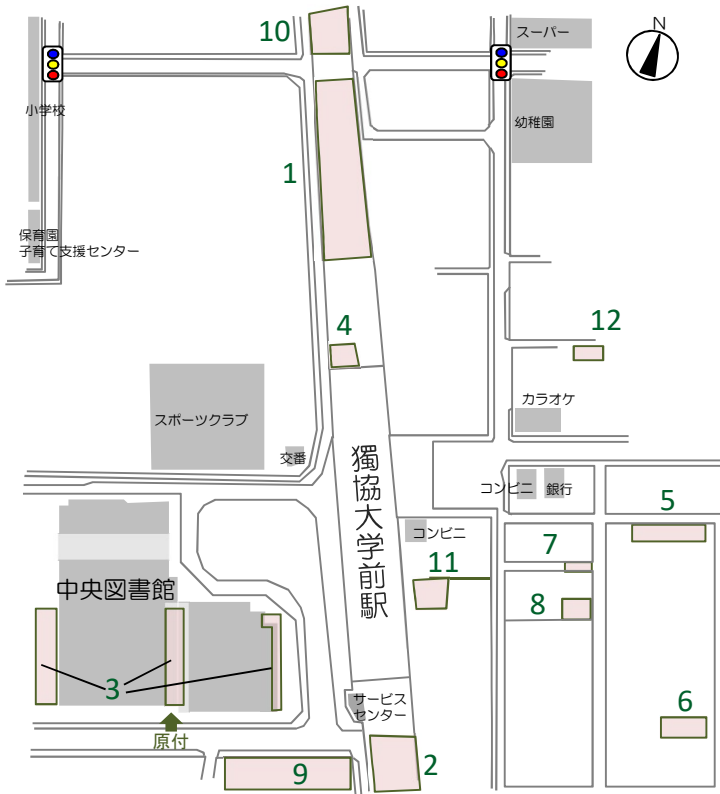 10
スーパー
N
小学校
幼稚園
1
保育園
子育て支援センター
4
12
カラオケ
スポーツクラブ
交番
獨協大学前駅
コンビニ
銀行
5
コンビニ
7
11
中央図書館
8
3
サービス
センター
6
原付
9
2